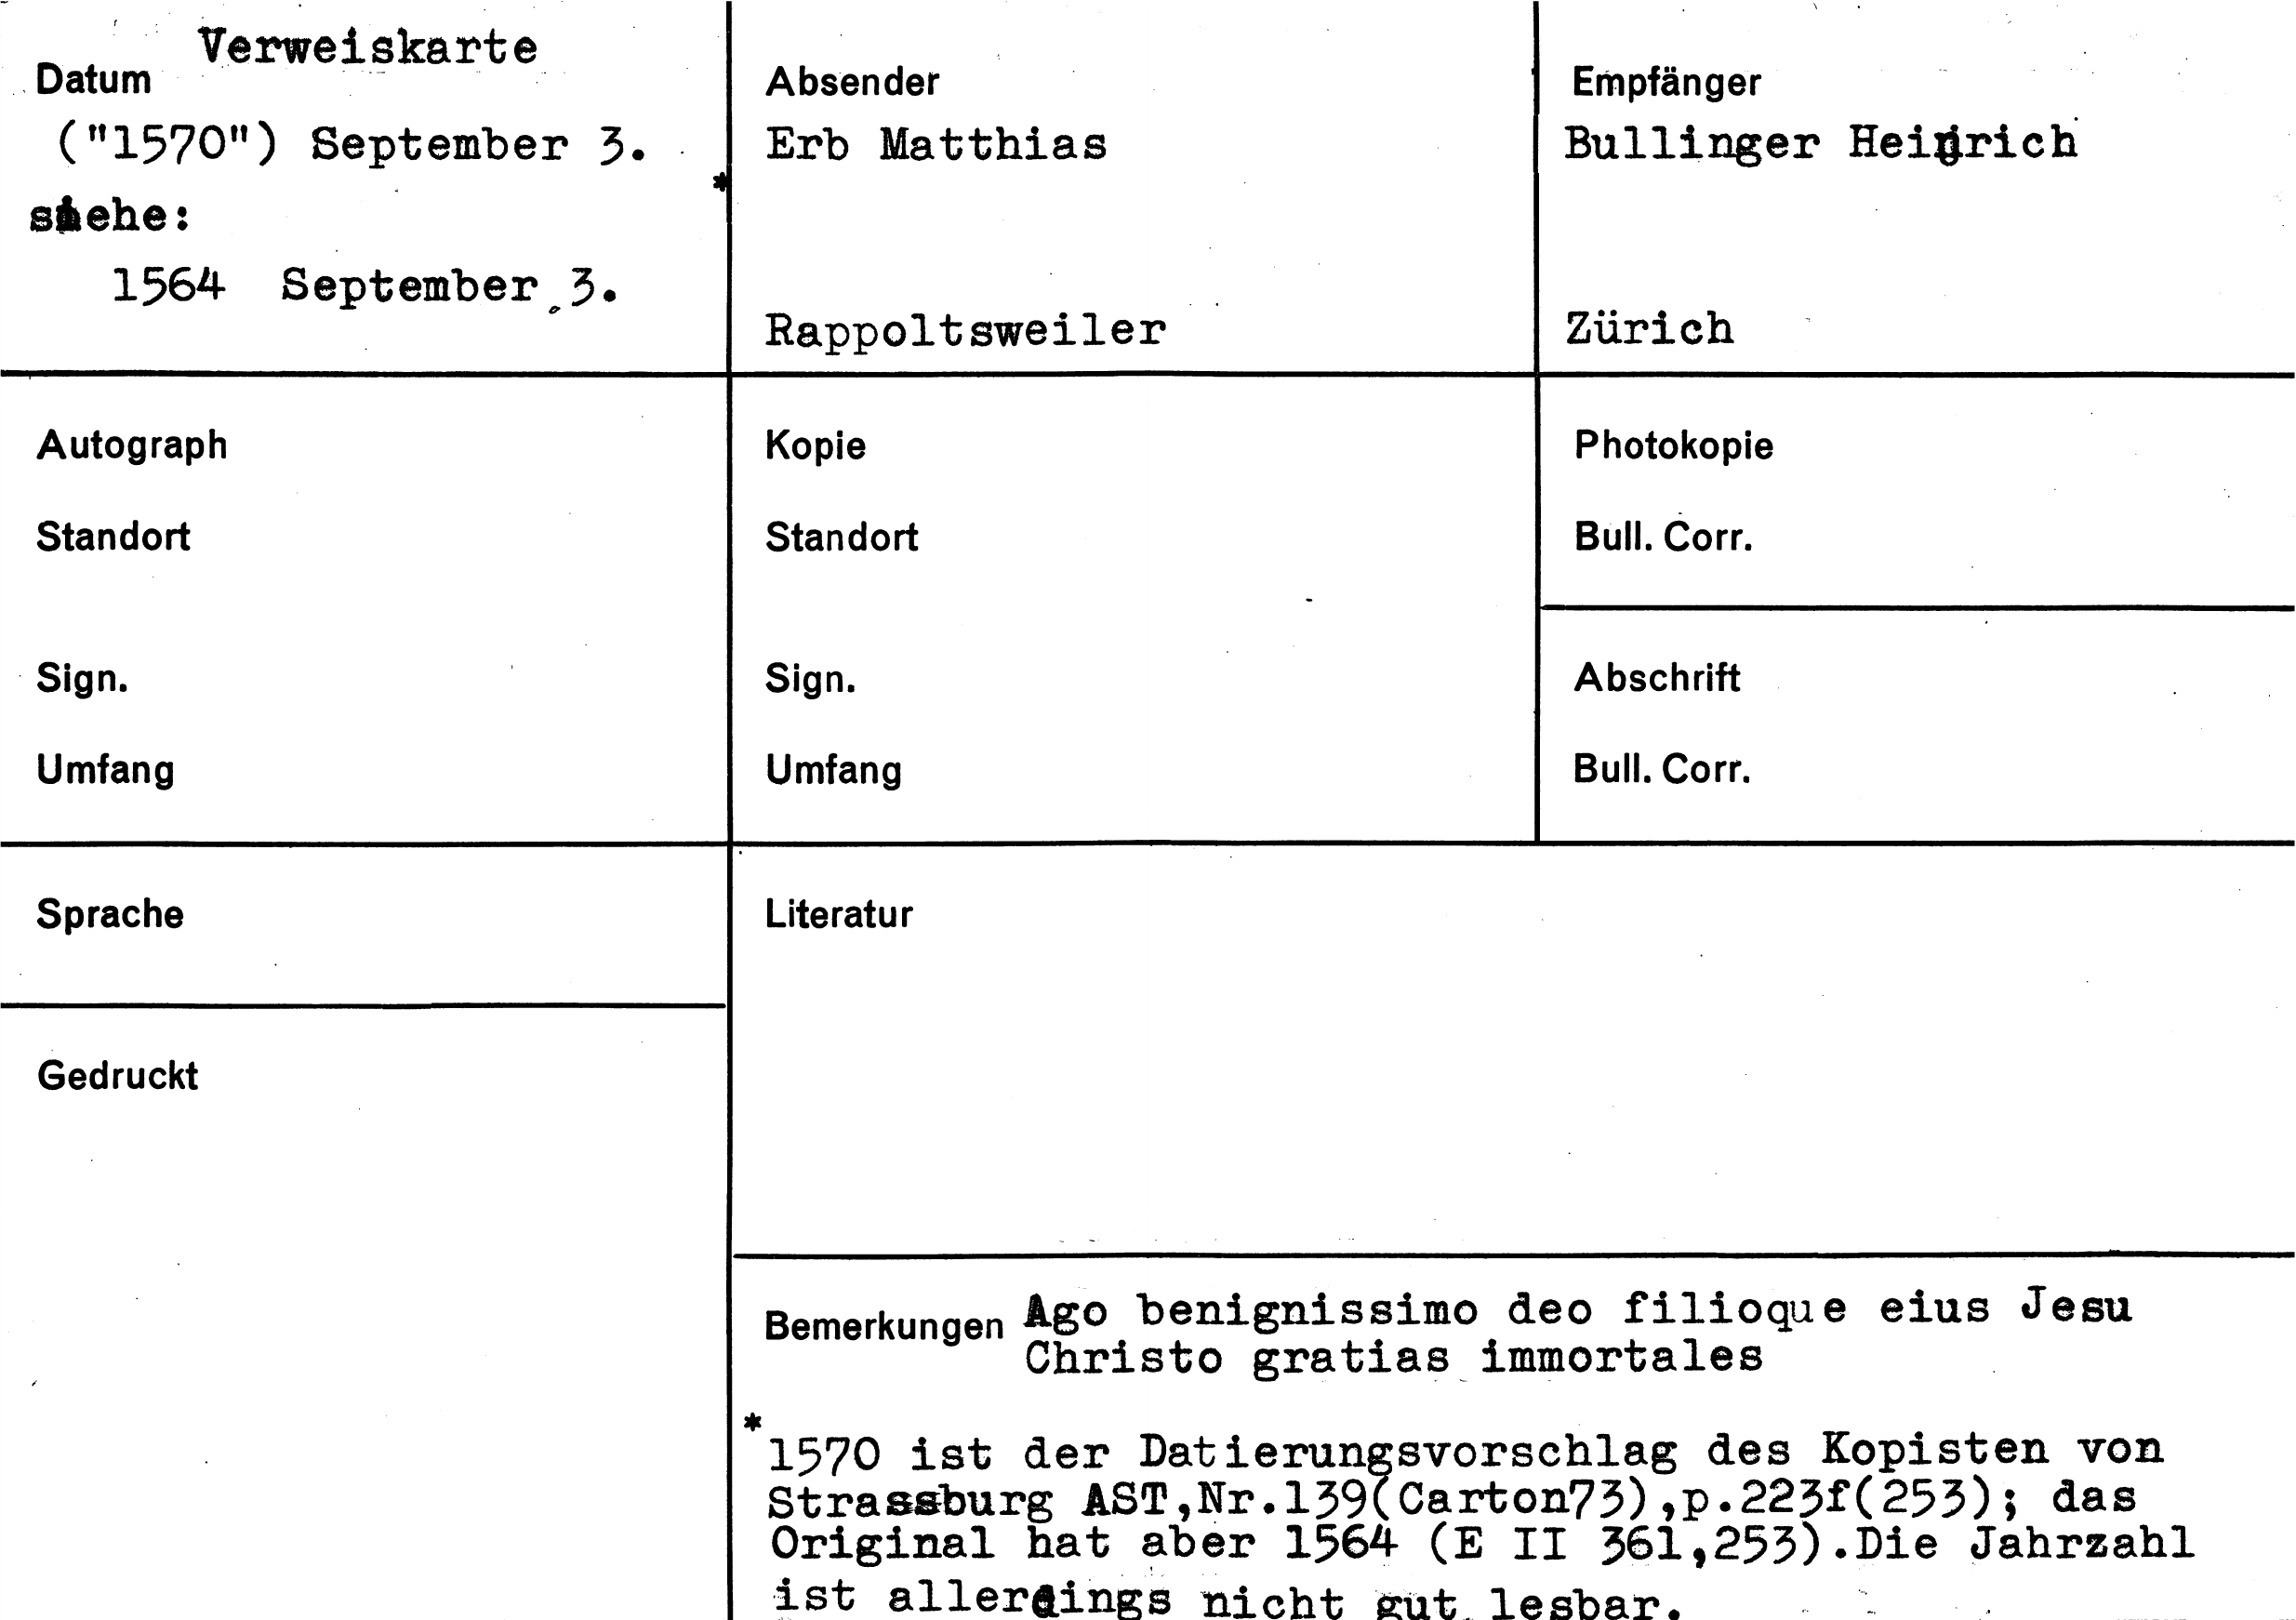 Verweiskarte
Datum
("1570") September 3.
*
siehe:
1564 September 3.
Absender
Erb Matthias
Rappoltsweiler
Empfänger
Bullinger Heinrich
Zürich
Autograph
Standort
Sign.
Umfang
Kopie
Standort
Sign.
Umfang
Photokopie
Bull. Corr.
Abschrift
Bull. Corr.
Sprache
Gedruckt
Literatur
Bemerkungen Ago benignissimo deo filioque eius Jesu
Christo gratias immortales
*
1570 ist der Datierungsvorschlag des Kopisten von
Strassburg AST,Nr.139(Carton73),p.223f(253); das
Original hat aber 1564 (E II 361,253).Die Jahrzahl
ist allerdings nicht gut lesbar.